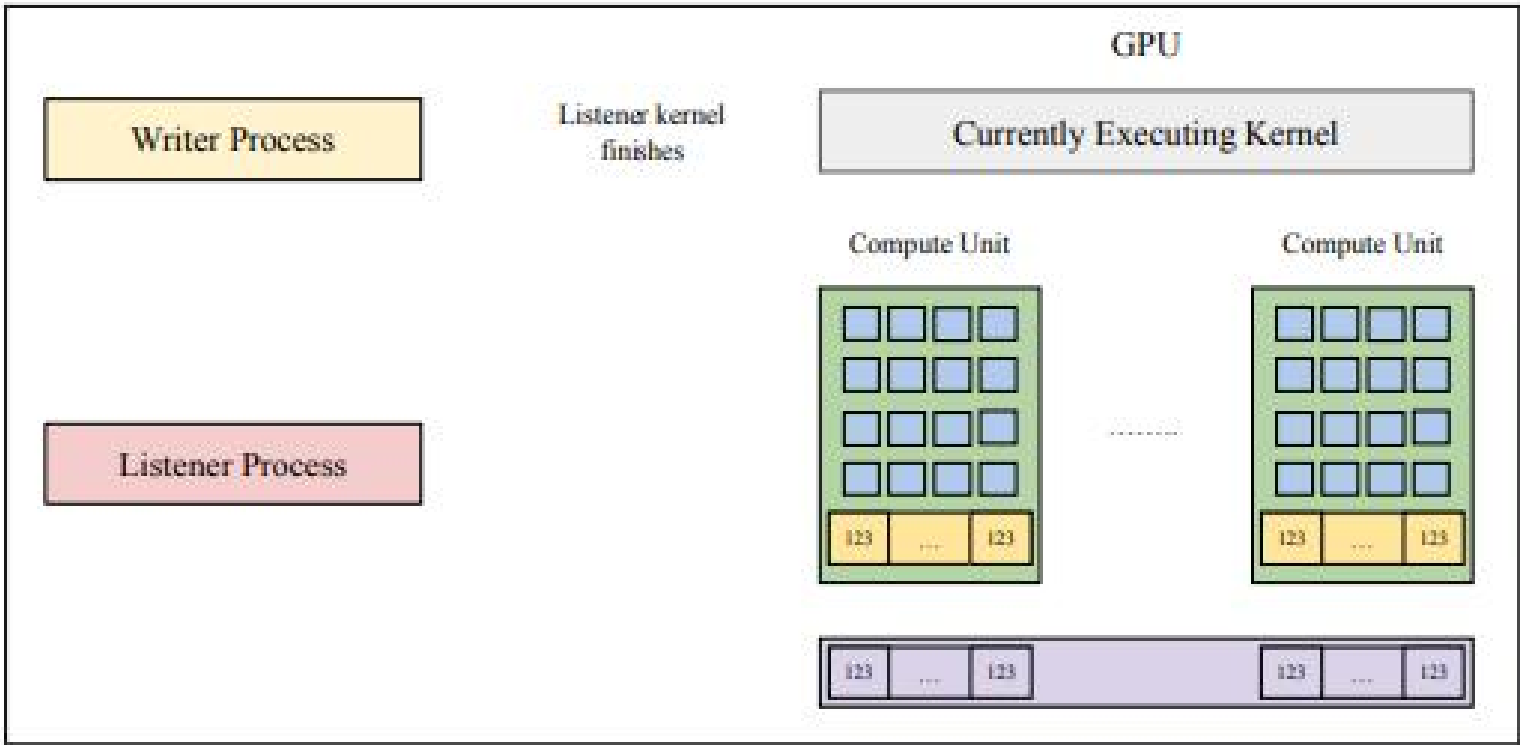 GPU
Writer Process
Listener kernel
finishes
Currently Executing Kernel
Compute Unit
Compute Unit
Listener Process
.........
123 ... 123
123 ... 123
123 ... 123
123 ... 123